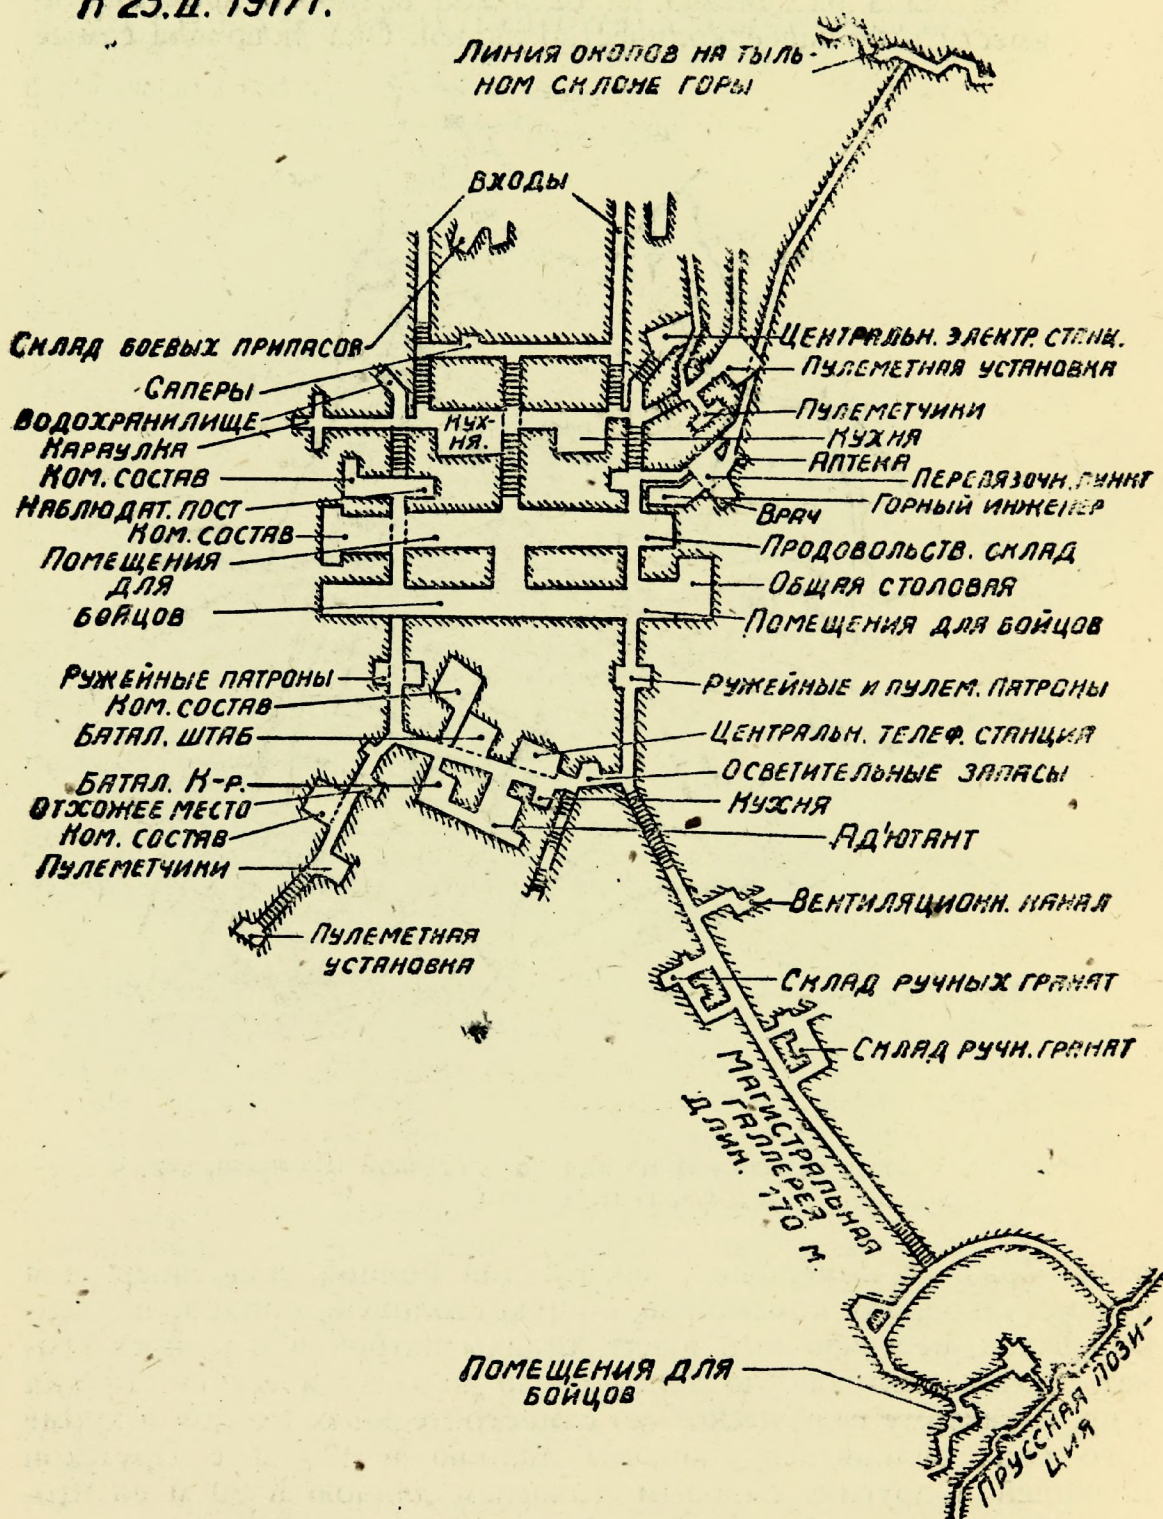 К 25.II. 1917г.
Линия окопов на тыль-
ном склоне горы
Входы
Склад боевых припасов
Саперы
Водохранилище
Караулка
Ком. состав
Наблюдат. пост
Ком. состав
Помещения
для
бойцов
Кух-
ня.
Центральн. электр. станц.
Пулеметная установка
Пулеметчики
Кухня
Аптека
Перевязочн. пункт
Горный инженер
Врач
Продовольств. склад
Общая столовая
Помещения для бойцов
Ружейные патроны
Ком. состав
Батал. штаб
Батал. К-р.
Отхожее место
Ком. состав
Пулеметчики
Пулеметная
установка
Ружейные и пулем. патроны
Центральн. телеф. станция
Осветительные запасы
Кухня
Ад'ютант
Вентиляционн. канал
Склад ручных гранат
Склад ручн. гранат
Магистральная
галлерея
длин. 170 м.
Помещения для
бойцов
Прусская пози-
ция